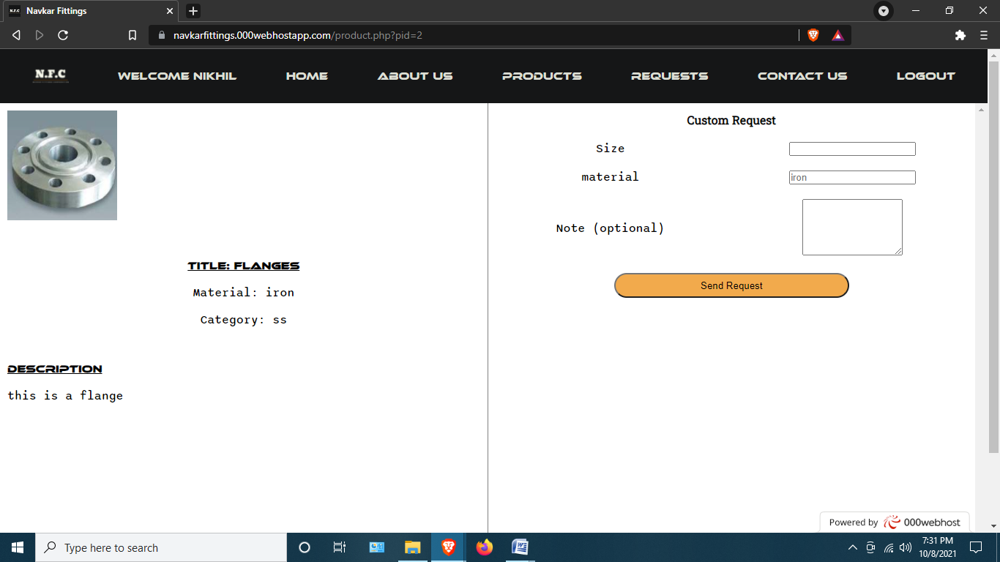 N.F.C Navkar Fittings
navkarfittings.000webhostapp.com/product.php?pid=2
N.F.C WELCOME NIKHIL HOME ABOUT US PRODUCTS REQUESTS CONTACT US LOGOUT
TITLE: FLANGES
Material: iron
Category: ss
DESCRIPTION
this is a flange
Custom Request
Size
material iron
Note (optional)
Send Request
Powered by 000webhost
Type here to search
7:31 PM
10/8/2021